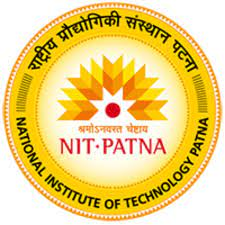 राष्ट्रीय प्रौद्योगिकी संस्थान पटना
श्रमोऽनवरत चेष्टाय
NIT·PATNA
NATIONAL INSTITUTE OF TECHNOLOGY PATNA